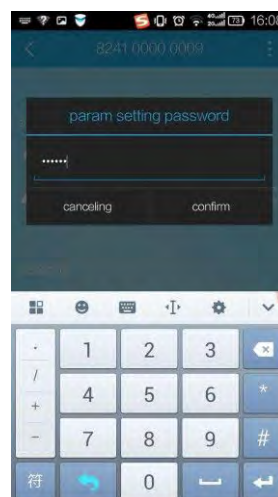 73 16:08
8241 0000 0009
param setting password
••••••
canceling confirm
· 1 2 3
/ 4 5 6 *
+
- 7 8 9 #
符 0